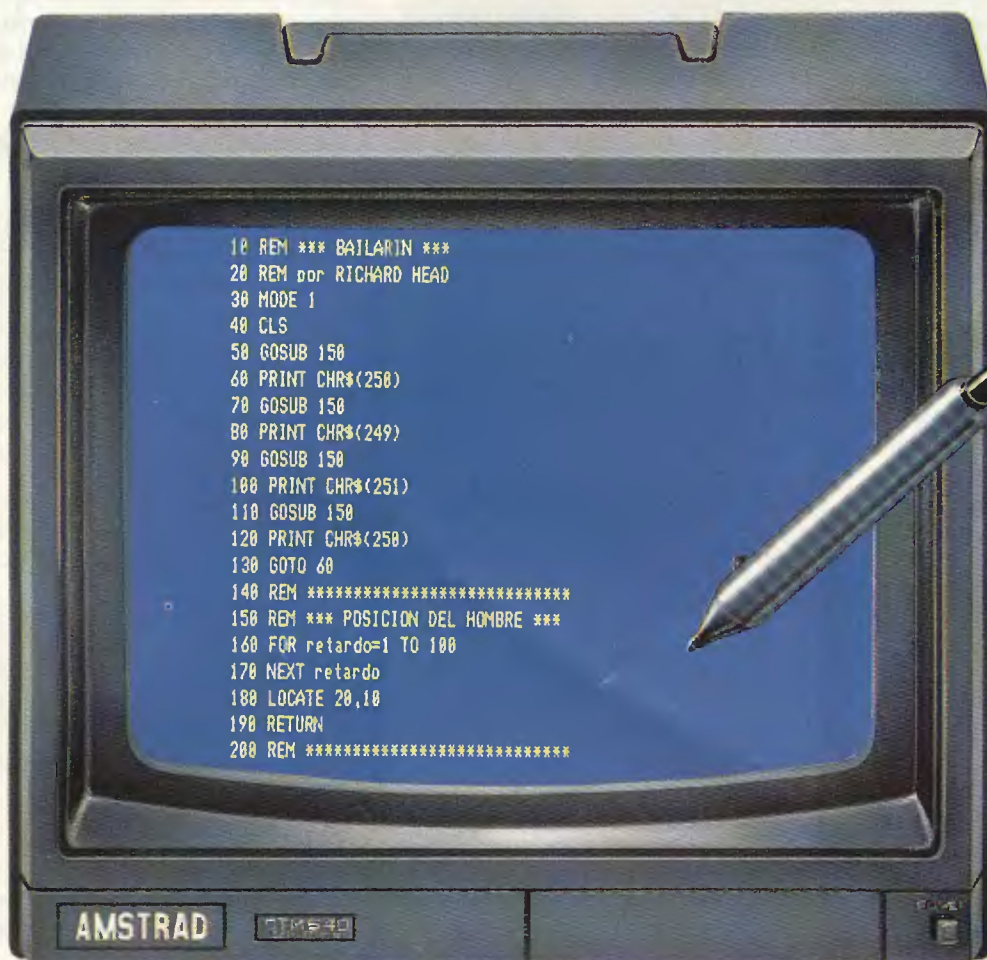 10 REM *** BAILARIN ***
20 REM por RICHARD HEAD
30 MODE 1
40 CLS
50 GOSUB 150
60 PRINT CHR$(250)
70 GOSUB 150
80 PRINT CHR$(249)
90 GOSUB 150
100 PRINT CHR$(251)
110 GOSUB 150
120 PRINT CHR$(250)
130 GOTO 60
140 REM ****************************
150 REM *** POSICION DEL HOMBRE ***
160 FOR retardo=1 TO 100
170 NEXT retardo
180 LOCATE 20,10
190 RETURN
200 REM ****************************
AMSTRAD
CTM640
POWER